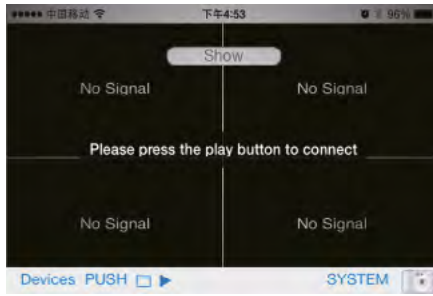 中国移动 下午4:53 96%
Show
No Signal No Signal
Please press the play button to connect
No Signal No Signal
Devices PUSH SYSTEM